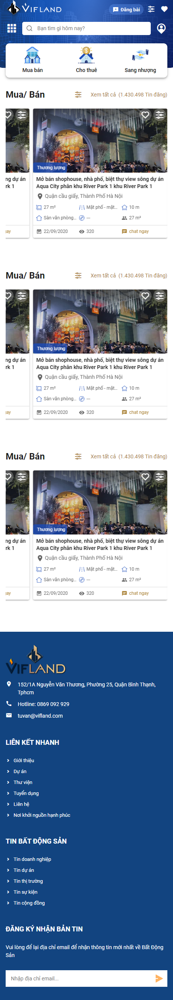 VIFLAND
Đăng bài
Bạn tìm gì hôm nay?
Mua bán
Cho thuê
Sang nhượng
Mua/ Bán
Xem tất cả (1.430.498 Tin đăng)
Thương lượng
ng dự án
rk 1
Mở bán shophouse, nhà phố, biệt thự view sông dự án
Aqua City phân khu River Park 1 khu River Park 1
Quận cầu giấy, Thành Phố Hà Nội
27 m²
Mặt phố - mặt...
10 m
Sàn văn phòng...
---
27 m²
gay
22/09/2020
320
chat ngay
Mua/ Bán
Xem tất cả (1.430.498 Tin đăng)
Thương lượng
ng dự án
rk 1
Mở bán shophouse, nhà phố, biệt thự view sông dự án
Aqua City phân khu River Park 1 khu River Park 1
Quận cầu giấy, Thành Phố Hà Nội
27 m²
Mặt phố - mặt...
10 m
Sàn văn phòng...
---
27 m²
gay
22/09/2020
320
chat ngay
Mua/ Bán
Xem tất cả (1.430.498 Tin đăng)
Thương lượng
ng dự án
rk 1
Mở bán shophouse, nhà phố, biệt thự view sông dự án
Aqua City phân khu River Park 1 khu River Park 1
Quận cầu giấy, Thành Phố Hà Nội
27 m²
Mặt phố - mặt...
10 m
Sàn văn phòng...
---
27 m²
gay
22/09/2020
320
chat ngay
VIFLAND
152/1A Nguyễn Văn Thương, Phường 25, Quận Bình Thạnh,
Tphcm
Hotline: 0869 092 929
tuvan@vifland.com
LIÊN KẾT NHANH
Giới thiệu
Dự án
Thư viện
Tuyển dụng
Liên hệ
Nơi khởi nguồn hạnh phúc
TIN BẤT ĐỘNG SẢN
Tin doanh nghiệp
Tin dự án
Tin thị trường
Tin sự kiện
Tin cộng đồng
ĐĂNG KÝ NHẬN BẢN TIN
Vui lòng để lại địa chỉ email để nhận thông tin mới nhất về Bất Động
Sản
Nhập địa chỉ email...